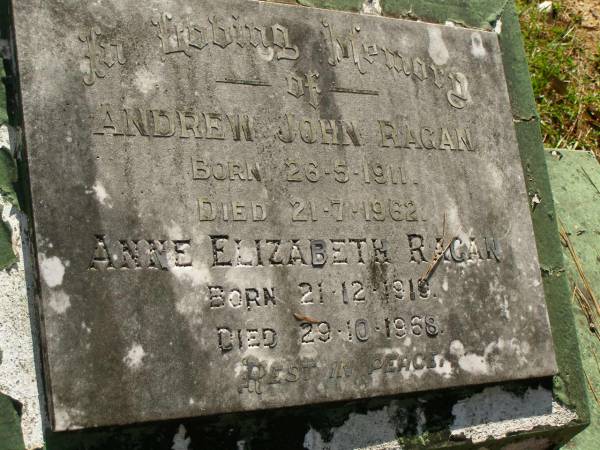 In Loving Memory
of
ANDREW JOHN RAGAN
BORN 26-5-1911.
DIED 21-7-1962.
ANNE ELIZABETH RAGAN
BORN 21-12-1919.
DIED 29-10-1968.
REST IN PEACE.